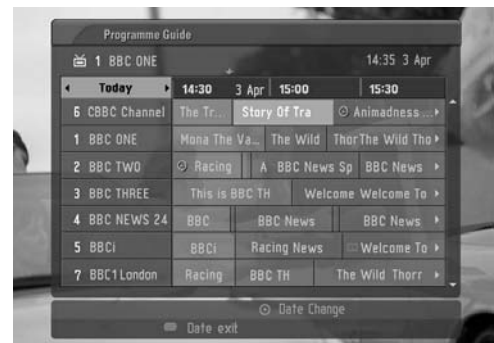 Programme Guide
1 BBC ONE 14:35 3 Apr
Today 14:30 3 Apr 15:00 15:30
6 CBBC Channel The Tr... Story Of Tra Animadness ...
1 BBC ONE Mona The Va... The Wild Thor The Wild Tho
2 BBC TWO Racing A BBC News Sp BBC News
3 BBC THREE This is BBC TH Welcome Welcome To
4 BBC NEWS 24 BBC BBC News BBC News
5 BBCi BBCi Racing News Welcome To
7 BBC1London Racing BBC TH The Wild Thorr
Date Change
Date exit